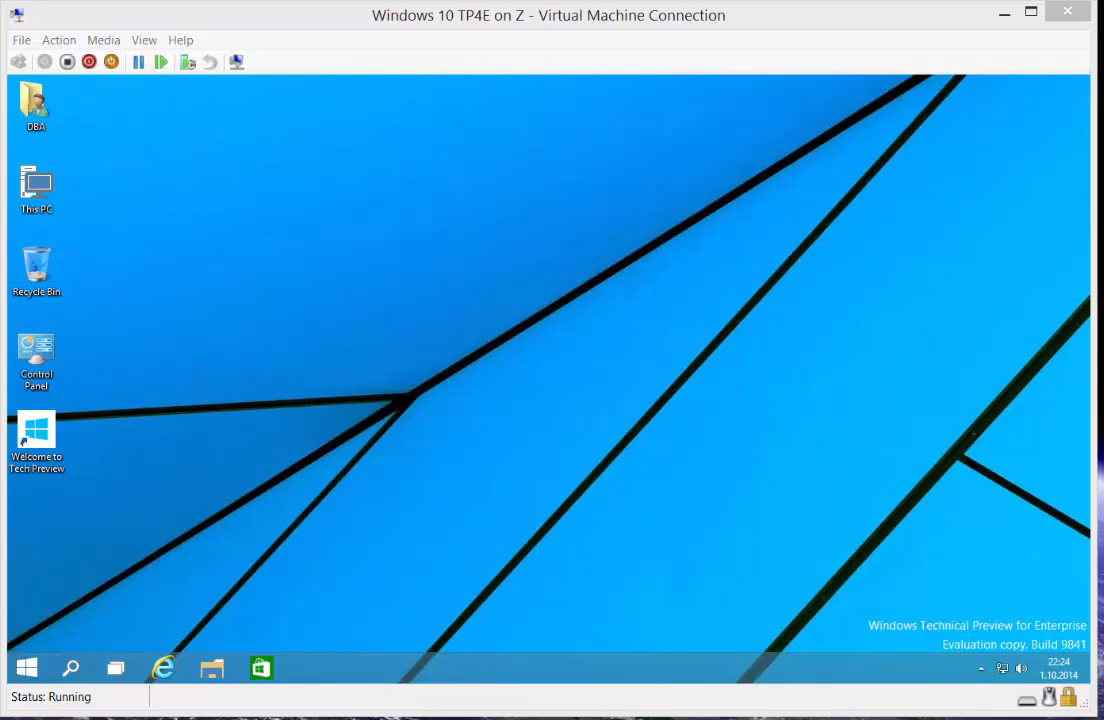 Windows 10 TP4E on Z - Virtual Machine Connection
File Action Media View Help
DBA
This PC
Recycle Bin
Control
Panel
Welcome to
Tech Preview
Windows Technical Preview for Enterprise
Evaluation copy. Build 9841
22:24
1.10.2014
Status: Running